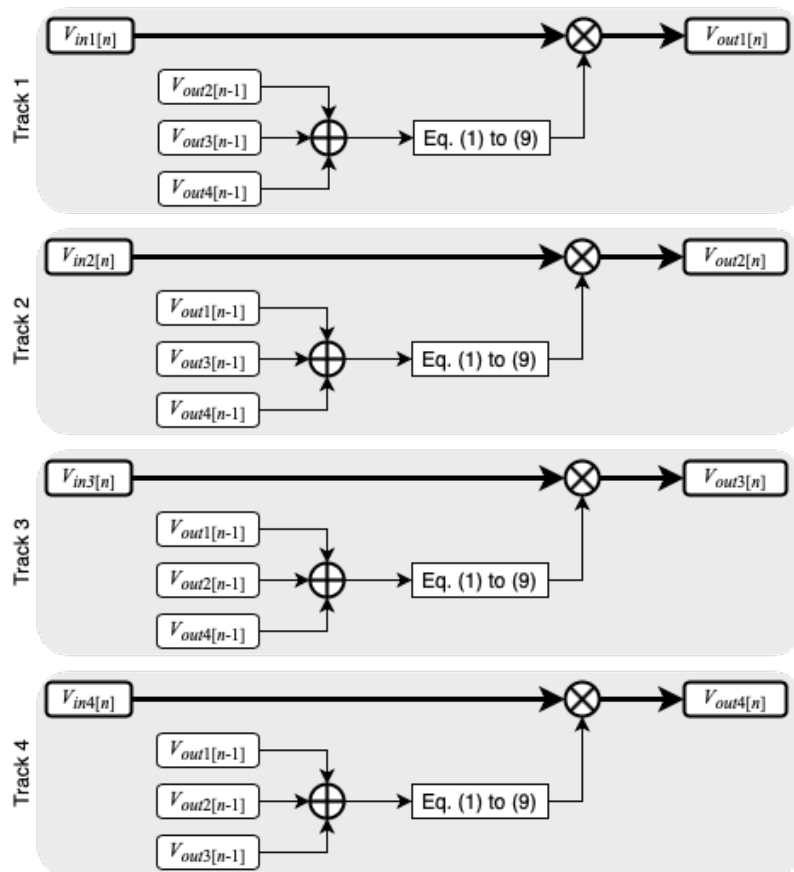 Track 1
Vin1[n]
Vout1[n]
Vout2[n-1]
Vout3[n-1]
Eq. (1) to (9)
Vout4[n-1]
Track 2
Vin2[n]
Vout2[n]
Vout1[n-1]
Vout3[n-1]
Eq. (1) to (9)
Vout4[n-1]
Track 3
Vin3[n]
Vout3[n]
Vout1[n-1]
Vout2[n-1]
Eq. (1) to (9)
Vout4[n-1]
Track 4
Vin4[n]
Vout4[n]
Vout1[n-1]
Vout2[n-1]
Eq. (1) to (9)
Vout3[n-1]